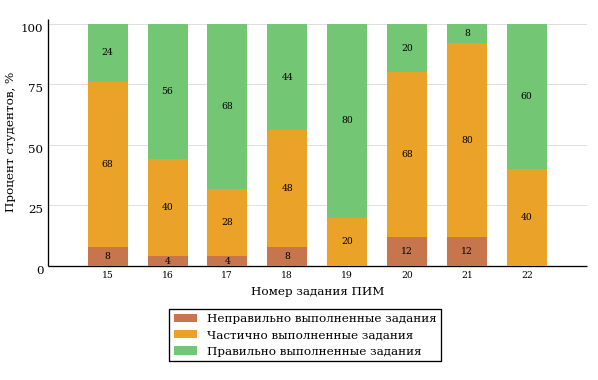 100
75
50
25
0
Процент студентов, %
24 56 68 44 80 20 8 60
68 40 28 48 20 68 80 40
8 4 4 8 12 12
15 16 17 18 19 20 21 22
Номер задания ПИМ
Неправильно выполненные задания
Частично выполненные задания
Правильно выполненные задания